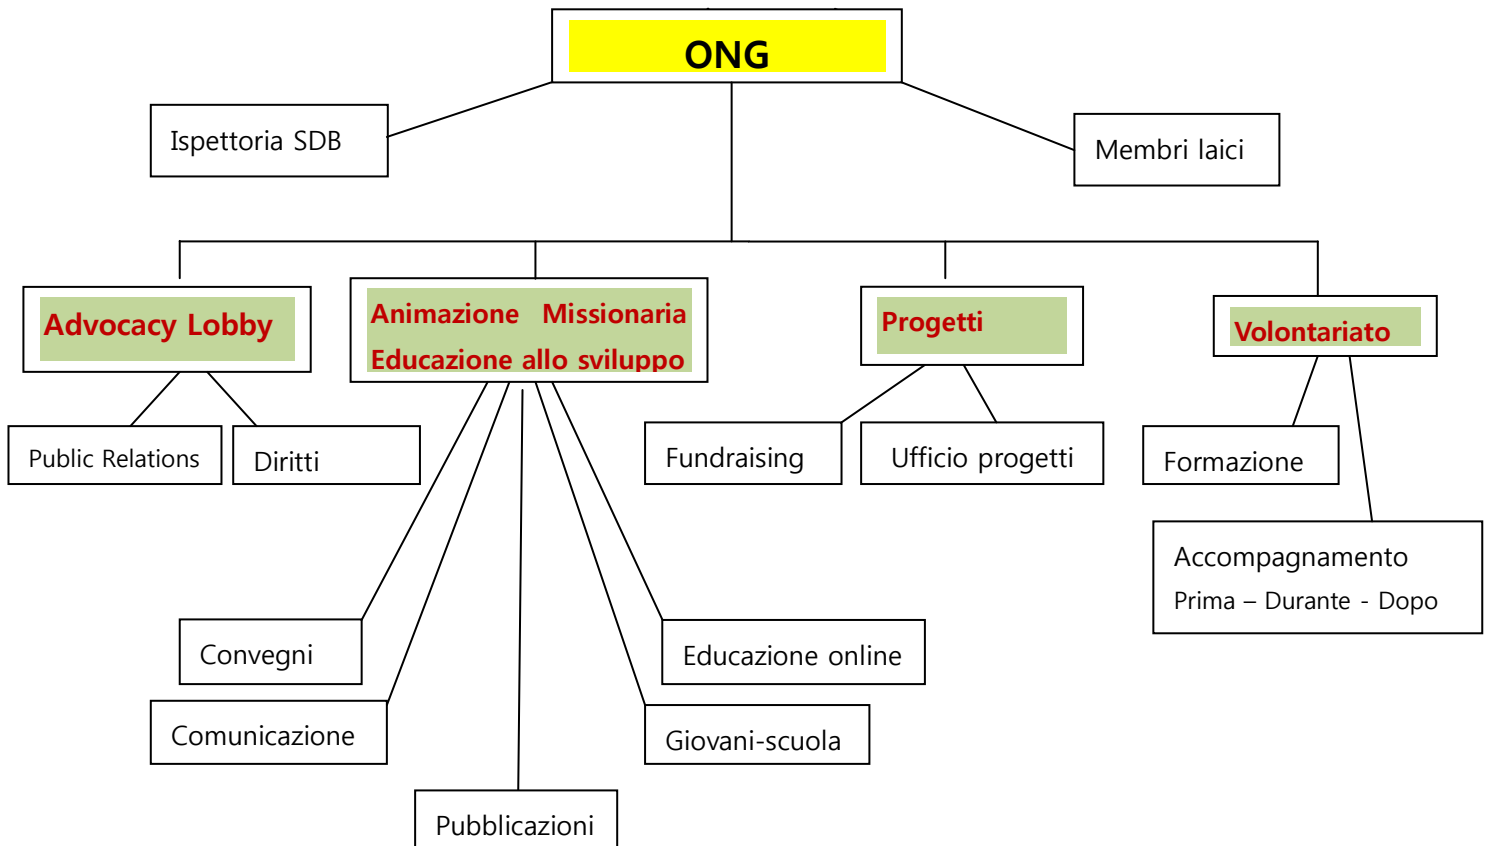 ONG
Ispettoria SDB
Membri laici
Advocacy Lobby
Animazione Missionaria
Educazione allo sviluppo
Progetti
Volontariato
Public Relations
Diritti
Fundraising
Ufficio progetti
Formazione
Accompagnamento
Prima – Durante - Dopo
Convegni
Educazione online
Comunicazione
Giovani-scuola
Pubblicazioni